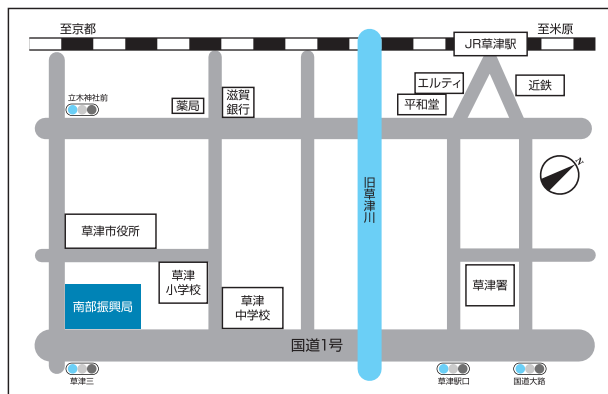 至京都
JR草津駅
至米原
立木神社前
薬局
滋賀
銀行
エルティ
平和堂
近鉄
N
旧草津川
草津市役所
草津
小学校
草津
中学校
草津署
南部振興局
国道1号
草津三
草津駅口
国道大路